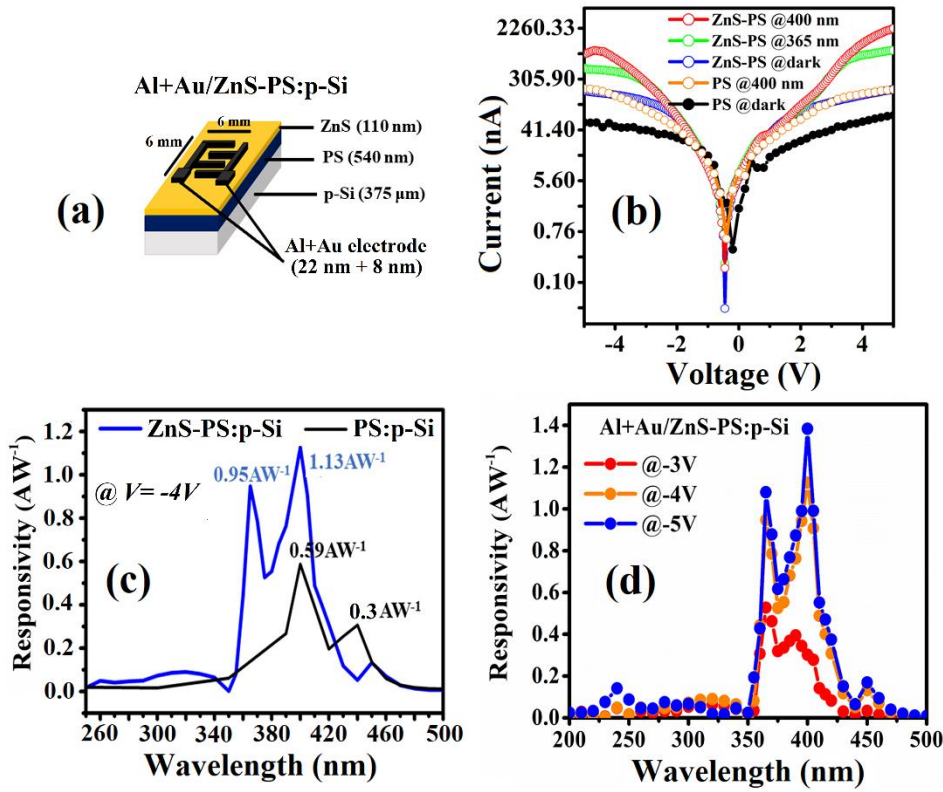 Al+Au/ZnS-PS:p-Si
6 mm
6 mm
ZnS (110 nm)
PS (540 nm)
p-Si (375 µm)
Al+Au electrode
(22 nm + 8 nm)
(a)
2260.33
305.90
41.40
5.60
0.76
0.10
Current (nA)
ZnS-PS @400 nm
ZnS-PS @365 nm
ZnS-PS @dark
PS @400 nm
PS @dark
(b)
-4
-2
0
2
4
Voltage (V)
Responsivity (AW⁻¹)
1.2
1.0
0.8
0.6
0.4
0.2
0.0
ZnS-PS:p-Si
PS:p-Si
0.95AW⁻¹
1.13AW⁻¹
@ V= -4V
0.59AW⁻¹
0.3 AW⁻¹
(c)
260
300
340
380
420
460
500
Wavelength (nm)
Responsivity (AW⁻¹)
1.4
1.2
1.0
0.8
0.6
0.4
0.2
0.0
Al+Au/ZnS-PS:p-Si
@-3V
@-4V
@-5V
(d)
200
250
300
350
400
450
500
Wavelength (nm)